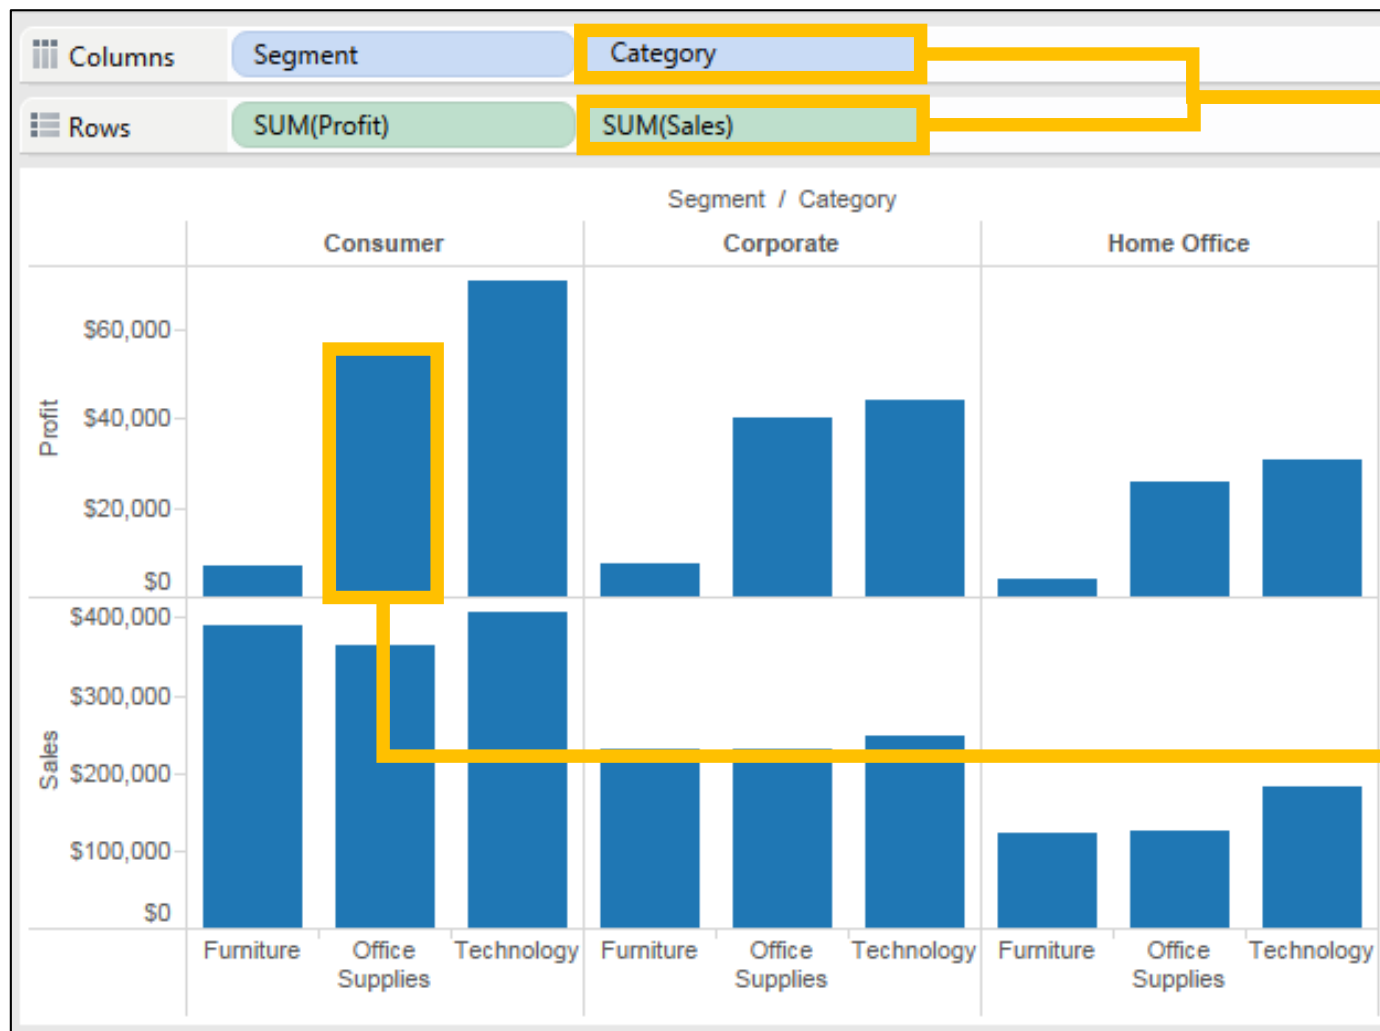 Columns Segment Category
Rows SUM(Profit) SUM(Sales)
Segment / Category
Consumer Corporate Home Office
Profit
$60,000
$40,000
$20,000
$0
Sales
$400,000
$300,000
$200,000
$100,000
$0
Furniture Office Technology Furniture Office Technology Furniture Office Technology
Supplies Supplies Supplies